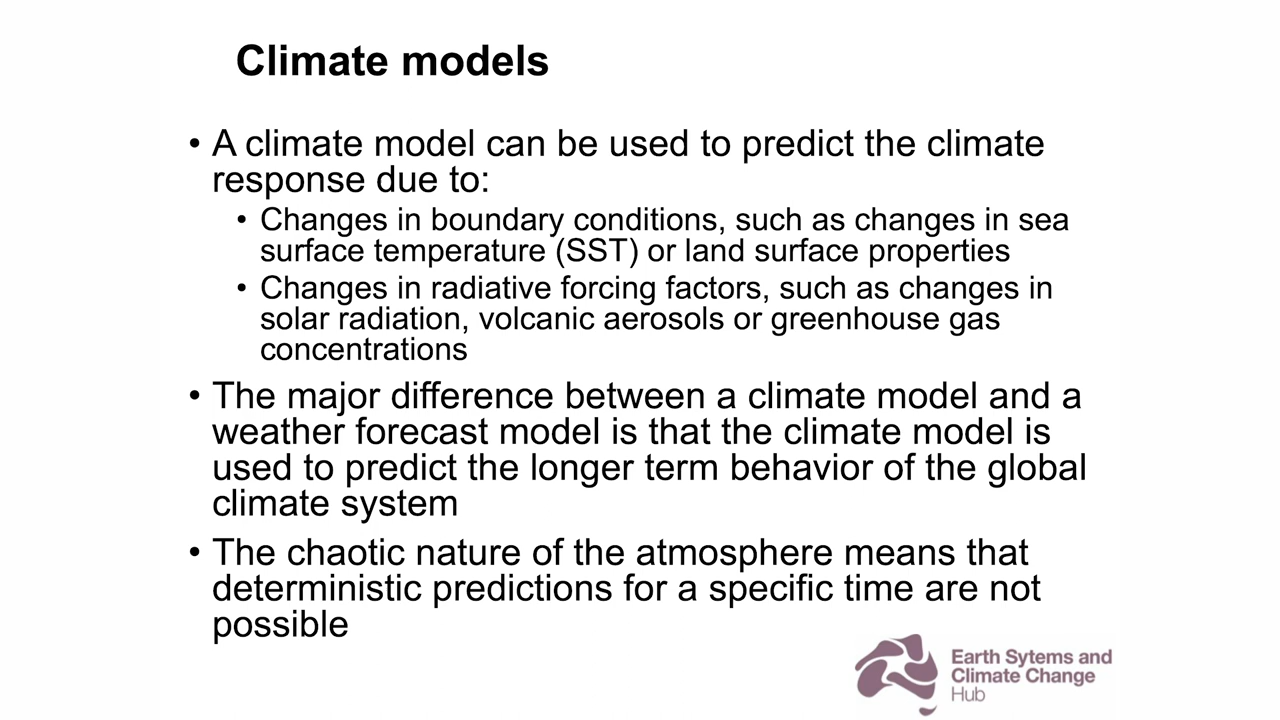 Climate models
• A climate model can be used to predict the climate
response due to:
• Changes in boundary conditions, such as changes in sea
surface temperature (SST) or land surface properties
• Changes in radiative forcing factors, such as changes in
solar radiation, volcanic aerosols or greenhouse gas
concentrations
• The major difference between a climate model and a
weather forecast model is that the climate model is
used to predict the longer term behavior of the global
climate system
• The chaotic nature of the atmosphere means that
deterministic predictions for a specific time are not
possible
Earth Sytems and
Climate Change
Hub